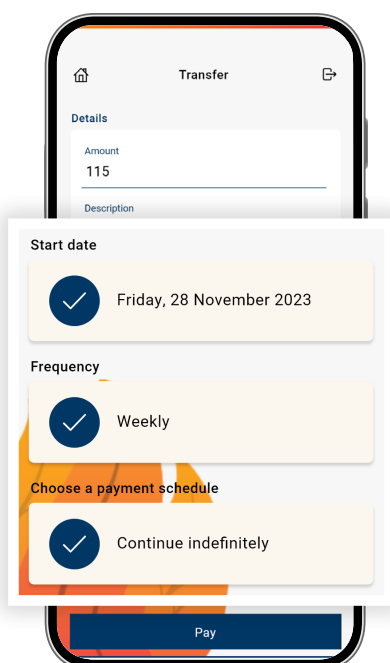 Transfer
Details
Amount
115
Description
Start date
Friday, 28 November 2023
Frequency
Weekly
Choose a payment schedule
Continue indefinitely
Pay